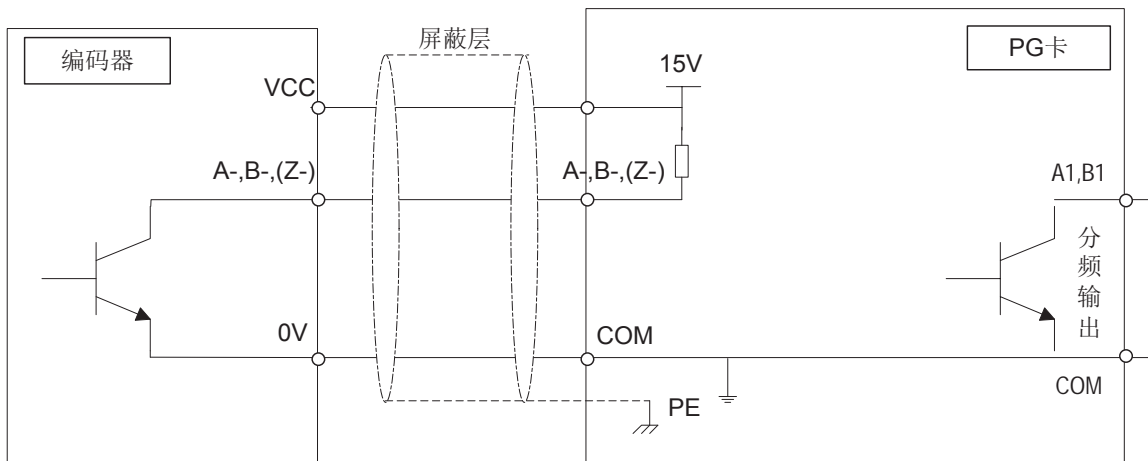 编码器
屏蔽层
PG卡
VCC
15V
A-,B-,(Z-)
A-,B-,(Z-)
A1,B1
分频输出
0V
COM
COM
PE